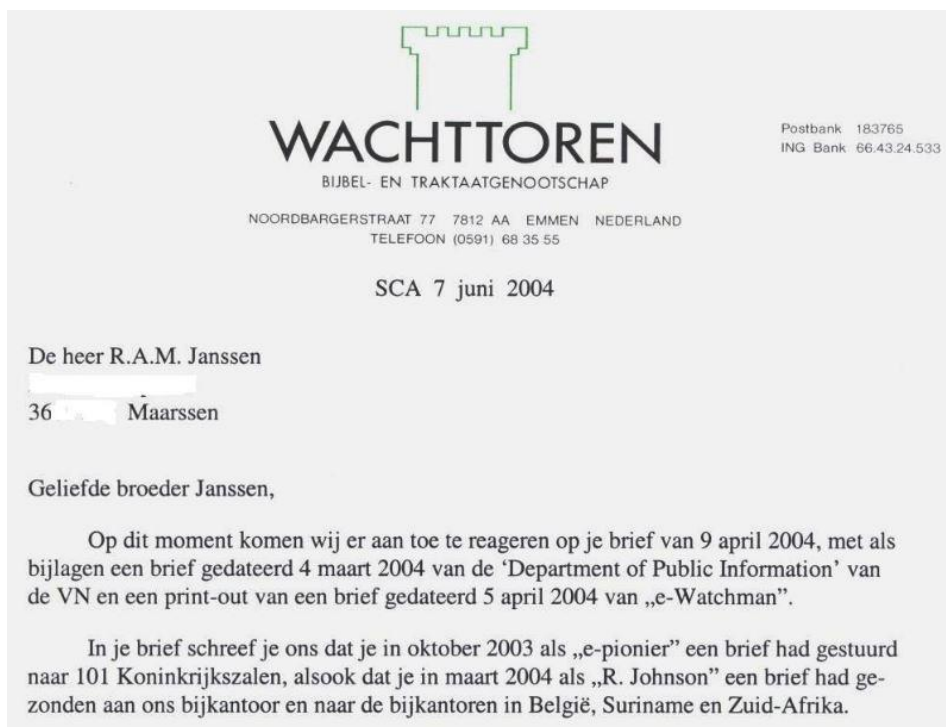 WACHTTOREN
BIJBEL- EN TRAKTAATGENOOTSCHAP
Postbank 183765
ING Bank 66.43.24.533
NOORDBARGERSTRAAT 77 7812 AA EMMEN NEDERLAND
TELEFOON (0591) 68 35 55
SCA 7 juni 2004
De heer R.A.M. Janssen
36 Maarssen
Geliefde broeder Janssen,
Op dit moment komen wij er aan toe te reageren op je brief van 9 april 2004, met als
bijlagen een brief gedateerd 4 maart 2004 van de ‘Department of Public Information’ van
de VN en een print-out van een brief gedateerd 5 april 2004 van „e-Watchman”.
In je brief schreef je ons dat je in oktober 2003 als „e-pionier” een brief had gestuurd
naar 101 Koninkrijkszalen, alsook dat je in maart 2004 als „R. Johnson” een brief had ge-
zonden aan ons bijkantoor en naar de bijkantoren in België, Suriname en Zuid-Afrika.